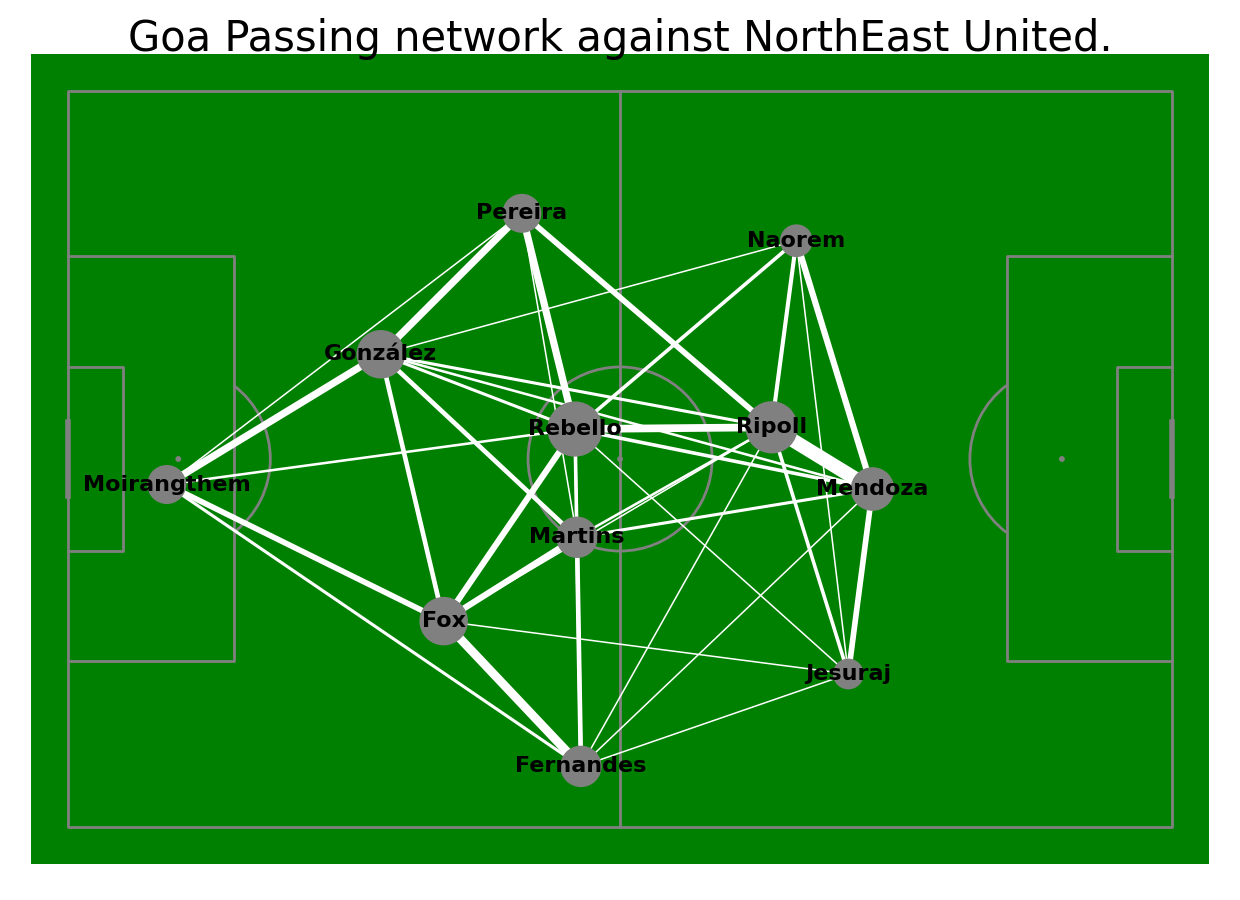 Goa Passing network against NorthEast United.
Pereira
Naorem
González
Rebello
Ripoll
Moirangthem
Mendoza
Martins
Fox
Jesuraj
Fernandes